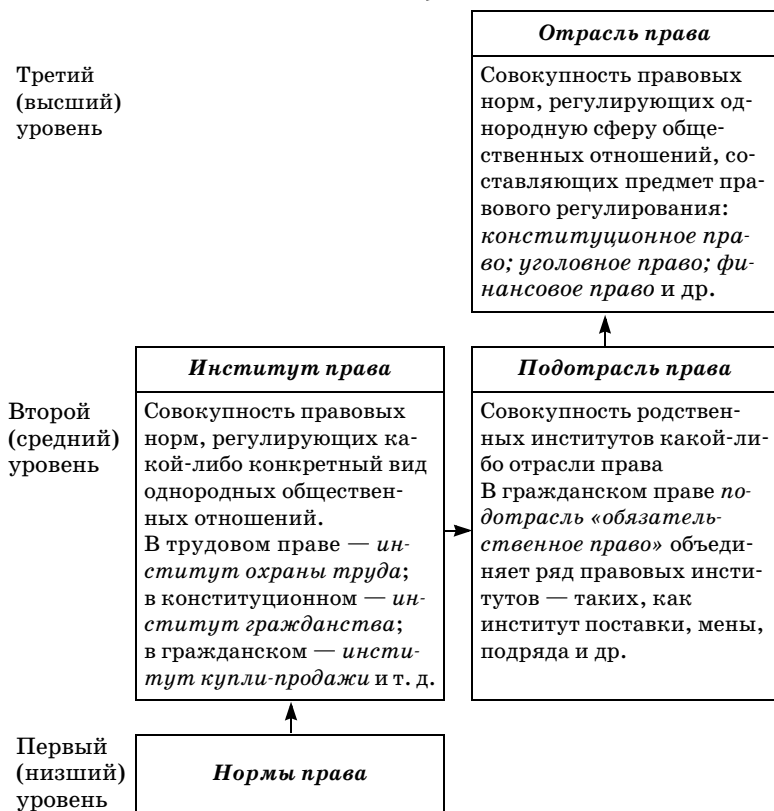 Отрасль права
Третий
(высший)
уровень
Совокупность правовых
норм, регулирующих од-
нородную сферу обще-
ственных отношений, со-
ставляющих предмет пра-
вового регулирования:
конституционное пра-
во; уголовное право; фи-
нансовое право и др.
Второй
(средний)
уровень
Институт права
Совокупность правовых
норм, регулирующих ка-
кой-либо конкретный вид
однородных обществен-
ных отношений.
В трудовом праве — ин-
ститут охраны труда;
в конституционном — ин-
ститут гражданства;
в гражданском — инсти-
тут купли-продажи и т. д.
Подотрасль права
Совокупность родствен-
ных институтов какой-ли-
бо отрасли права
В гражданском праве по-
дотрасль «обязатель-
ственное право» объеди-
няет ряд правовых инсти-
тутов — таких, как
институт поставки, мены,
подряда и др.
Первый
(низший)
уровень
Нормы права